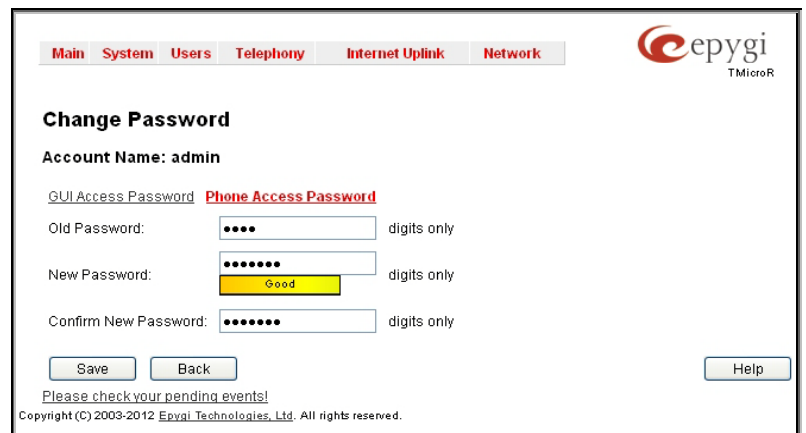 Main System Users Telephony Internet Uplink Network
epygi
TMicroR
Change Password
Account Name: admin
GUI Access Password Phone Access Password
Old Password: •••• digits only
New Password: ••••••• digits only
Good
Confirm New Password: ••••••• digits only
Save Back Help
Please check your pending events!
Copyright (C) 2003-2012 Epygi Technologies, Ltd. All rights reserved.